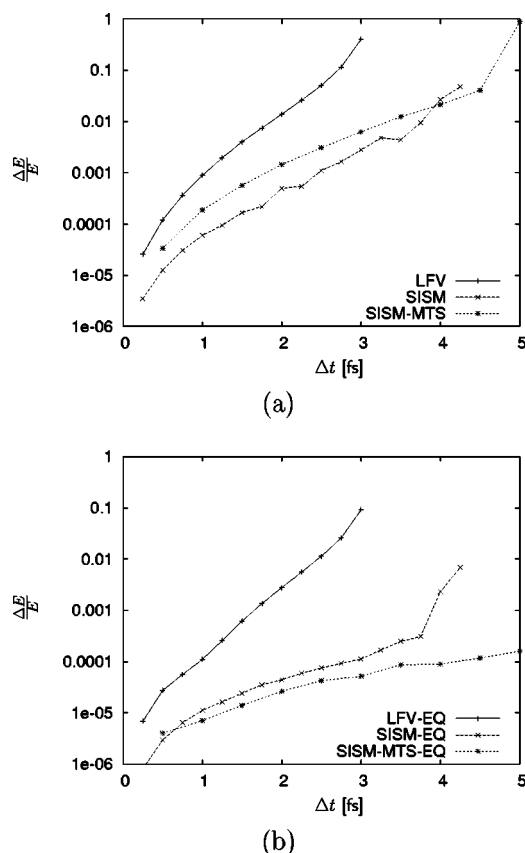 1
0.1
0.01
0.001
0.0001
1e-05
1e-06
ΔE
E
LFV
SISM
SISM-MTS
0 1 2 3 4 5
Δt [fs]
(a)
1
0.1
0.01
0.001
0.0001
1e-05
1e-06
ΔE
E
LFV-EQ
SISM-EQ
SISM-MTS-EQ
0 1 2 3 4 5
Δt [fs]
(b)